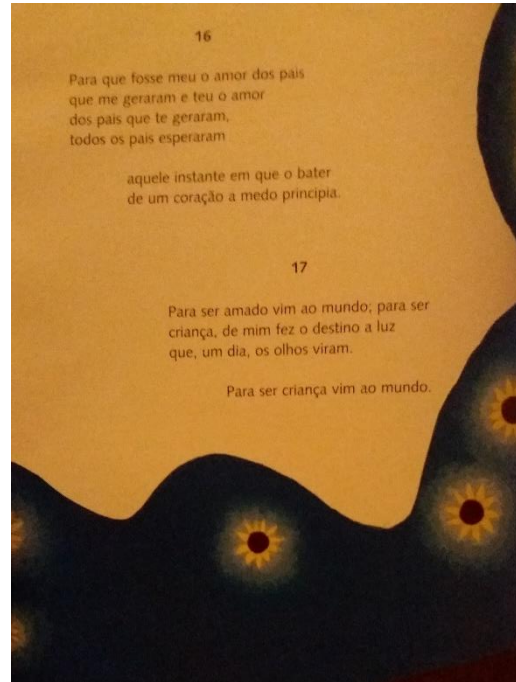 16
Para que fosse meu o amor dos pais
que me geraram e teu o amor
dos pais que te geraram,
todos os pais esperaram
aquele instante em que o bater
de um coração a medo principia.
17
Para ser amado vim ao mundo; para ser
criança, de mim fez o destino a luz
que, um dia, os olhos viram.
Para ser criança vim ao mundo.